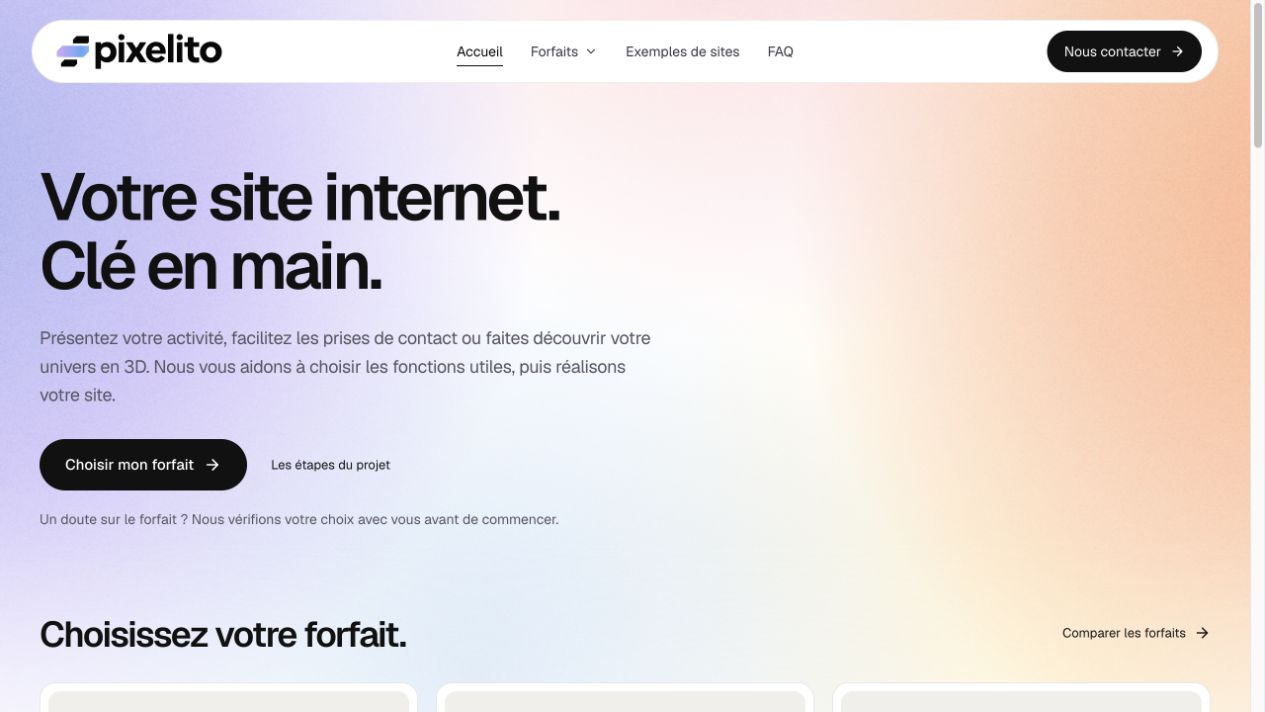 pixelito
Accueil
Forfaits
Exemples de sites
FAQ
Nous contacter
Votre site internet.
Clé en main.
Présentez votre activité, facilitez les prises de contact ou faites découvrir votre
univers en 3D. Nous vous aidons à choisir les fonctions utiles, puis réalisons
votre site.
Choisir mon forfait
Les étapes du projet
Un doute sur le forfait ? Nous vérifions votre choix avec vous avant de commencer.
Choisissez votre forfait.
Comparer les forfaits